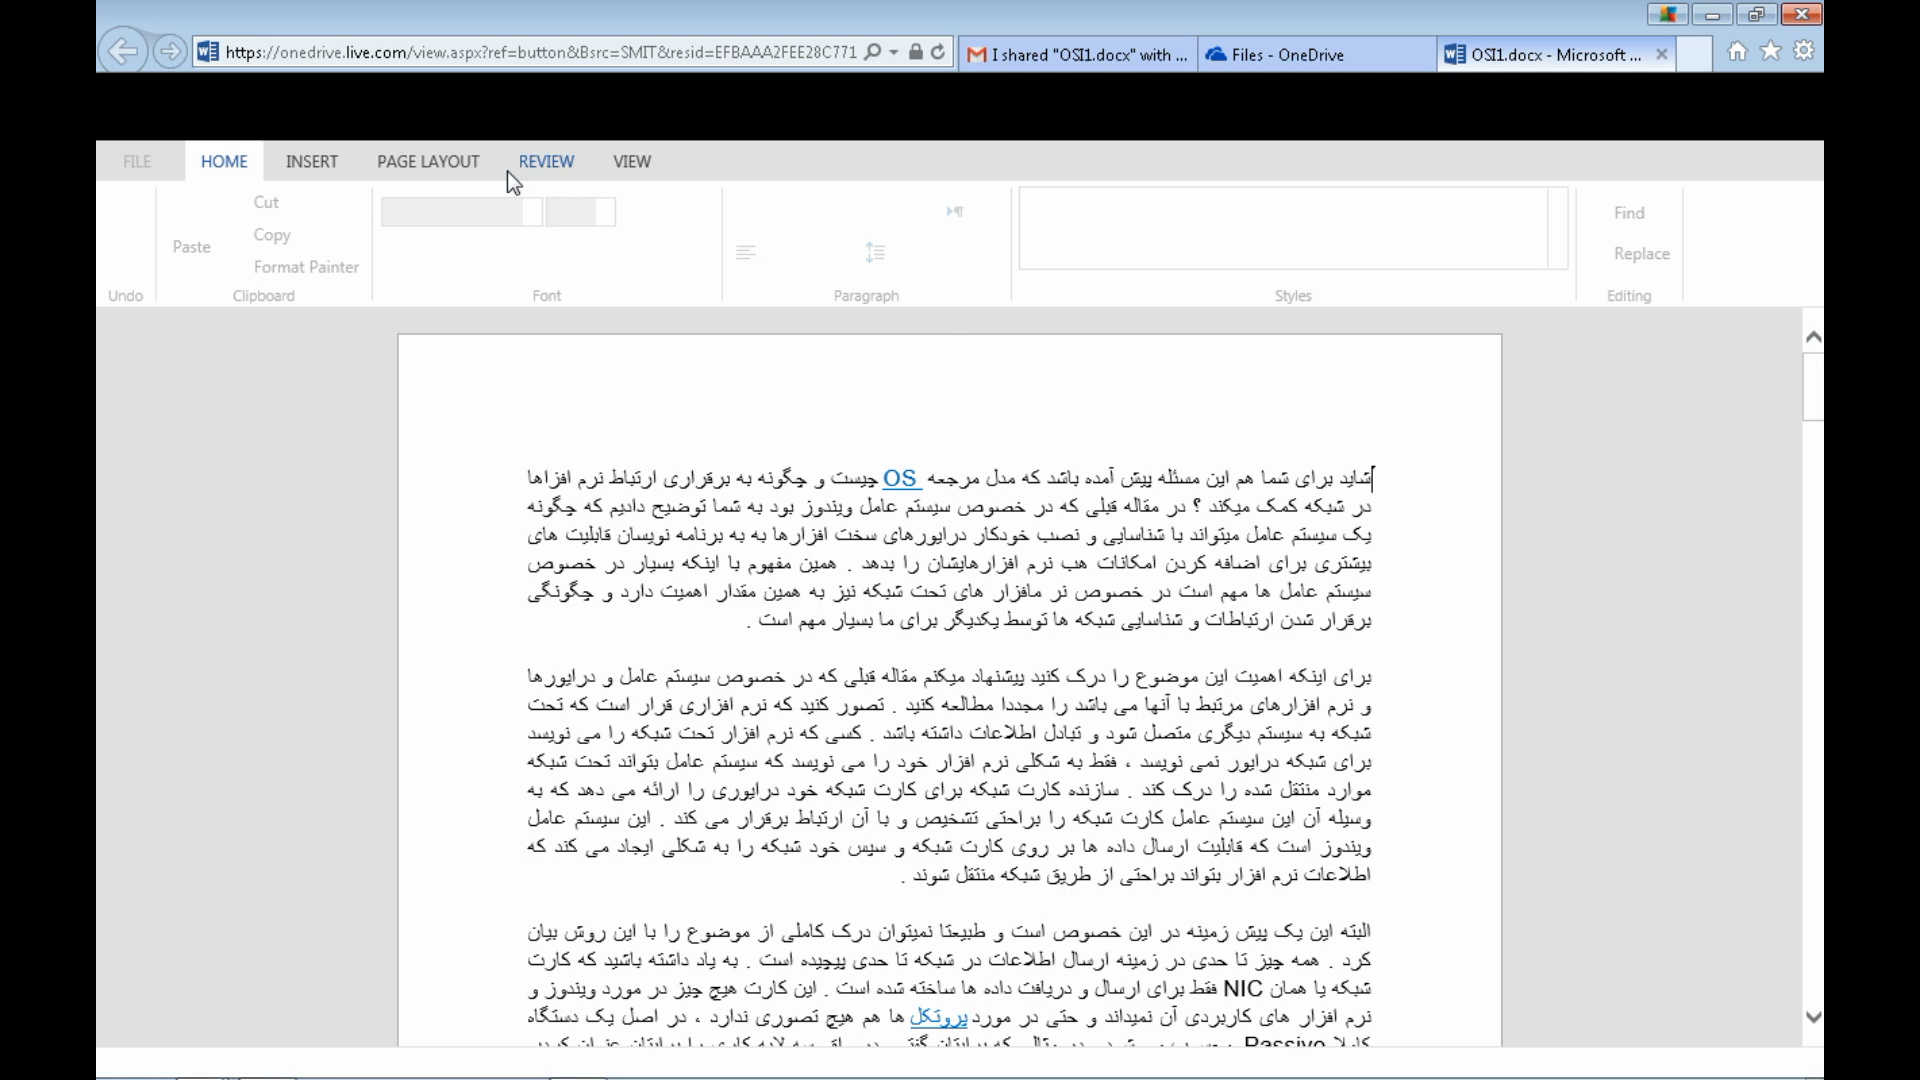 https://onedrive.live.com/view.aspx?ref=button&Bsrc=SMIT&resid=EFBAAA2FEE28C771
I shared "OSI1.docx" with ...
Files - OneDrive
OSI1.docx - Microsoft ...
FILE
HOME
INSERT
PAGE LAYOUT
REVIEW
VIEW
Cut
Copy
Format Painter
Paste
Find
Replace
Undo
Clipboard
Font
Paragraph
Styles
Editing
شاید برای شما هم این مسئله پیش آمده باشد که مدل مرجعه OS چیست و چگونه به برقراری ارتباط نرم افزاها
در شبکه کمک میکند ؟ در مقاله قبلی که در خصوص سیستم عامل ویندوز بود به شما توضیح دادیم که چگونه
یک سیستم عامل میتواند با شناسایی و نصب خودکار درایورهای سخت افزارها به به برنامه نویسان قابلیت های
بیشتری برای اضافه کردن امکانات هب نرم افزارهایشان را بدهد . همین مفهوم با اینکه بسیار در خصوص
سیستم عامل ها مهم است در خصوص نر مافزار های تحت شبکه نیز به همین مقدار اهمیت دارد و چگونگی
برقرار شدن ارتباطات و شناسایی شبکه ها توسط یکدیگر برای ما بسیار مهم است .
برای اینکه اهمیت این موضوع را درک کنید پیشنهاد میکنم مقاله قبلی که در خصوص سیستم عامل و درایورها
و نرم افزارهای مرتبط با آنها می باشد را مجددا مطالعه کنید . تصور کنید که نرم افزاری قرار است که تحت
شبکه به سیستم دیگری متصل شود و تبادل اطلاعات داشته باشد . کسی که نرم افزار تحت شبکه را می نویسد
برای شبکه درایور نمی نویسد ، فقط به شکلی نرم افزار خود را می نویسد که سیستم عامل بتواند تحت شبکه
موارد منتقل شده را درک کند . سازنده کارت شبکه برای کارت شبکه خود درایوری را ارائه می دهد که به
وسیله آن این سیستم عامل کارت شبکه را براحتی تشخیص و با آن ارتباط برقرار می کند . این سیستم عامل
ویندوز است که قابلیت ارسال داده ها بر روی کارت شبکه و سپس خود شبکه را به شکلی ایجاد می کند که
اطلاعات نرم افزار بتواند براحتی از طریق شبکه منتقل شوند .
البته این یک پیش زمینه در این خصوص است و طبیعتا نمیتوان درک کاملی از موضوع را با این روش بیان
کرد . همه چیز تا حدی در زمینه ارسال اطلاعات در شبکه تا حدی پیچیده است . به یاد داشته باشید که کارت
شبکه یا همان NIC فقط برای ارسال و دریافت داده ها ساخته شده است . این کارت هیچ چیز در مورد ویندوز و
نرم افزار های کاربردی آن نمیداند و حتی در مورد پروتکل ها هم هیچ تصوری ندارد ، در اصل یک دستگاه
کاملا Passive